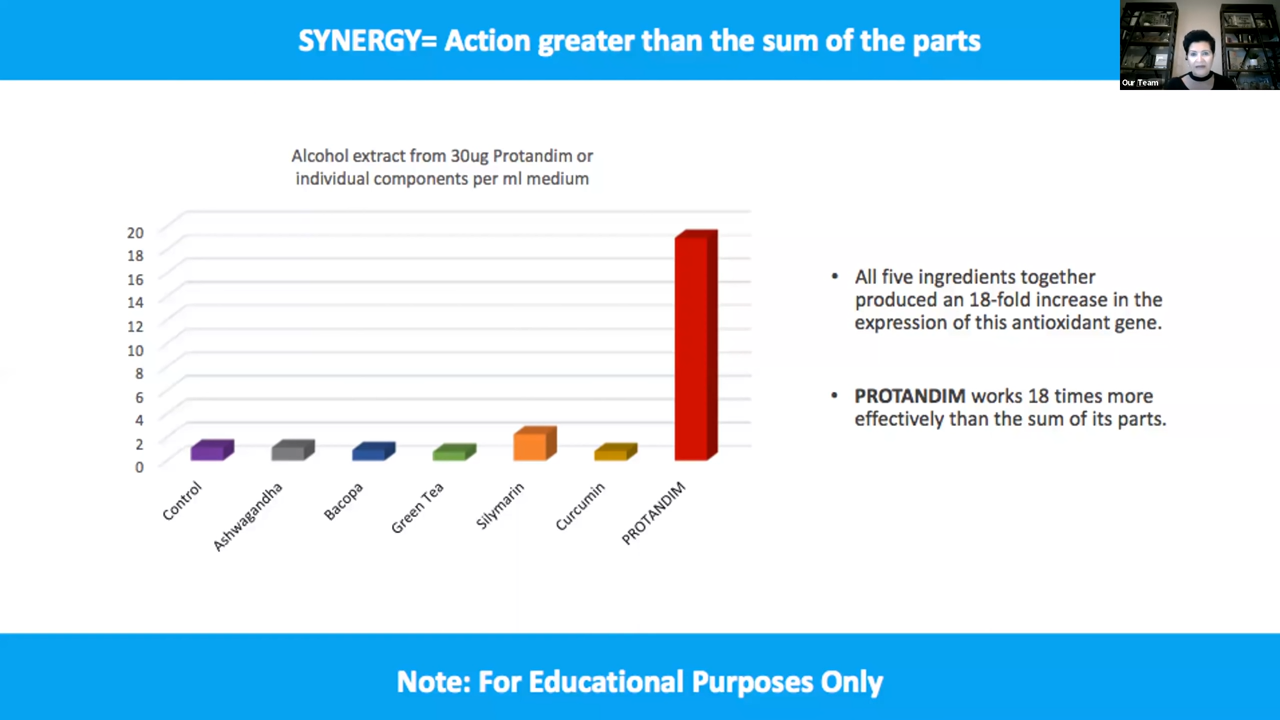 SYNERGY= Action greater than the sum of the parts
Our Team
Alcohol extract from 30ug Protandim or
individual components per ml medium
20
18
16
14
12
10
8
6
4
2
0
Control
Ashwagandha
Bacopa
Green Tea
Silymarin
Curcumin
PROTANDIM
• All five ingredients together
produced an 18-fold increase in the
expression of this antioxidant gene.
• PROTANDIM works 18 times more
effectively than the sum of its parts.
Note: For Educational Purposes Only